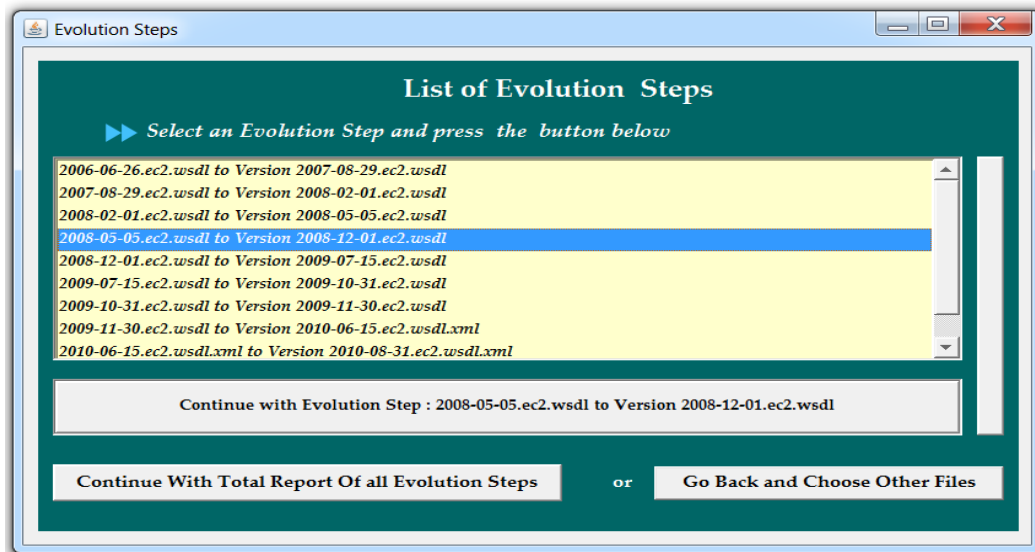 Evolution Steps
List of Evolution Steps
Select an Evolution Step and press the button below
2006-06-26.ec2.wsdl to Version 2007-08-29.ec2.wsdl
2007-08-29.ec2.wsdl to Version 2008-02-01.ec2.wsdl
2008-02-01.ec2.wsdl to Version 2008-05-05.ec2.wsdl
2008-05-05.ec2.wsdl to Version 2008-12-01.ec2.wsdl
2008-12-01.ec2.wsdl to Version 2009-07-15.ec2.wsdl
2009-07-15.ec2.wsdl to Version 2009-10-31.ec2.wsdl
2009-10-31.ec2.wsdl to Version 2009-11-30.ec2.wsdl
2009-11-30.ec2.wsdl to Version 2010-06-15.ec2.wsdl.xml
2010-06-15.ec2.wsdl.xml to Version 2010-08-31.ec2.wsdl.xml
Continue with Evolution Step : 2008-05-05.ec2.wsdl to Version 2008-12-01.ec2.wsdl
Continue With Total Report Of all Evolution Steps or Go Back and Choose Other Files